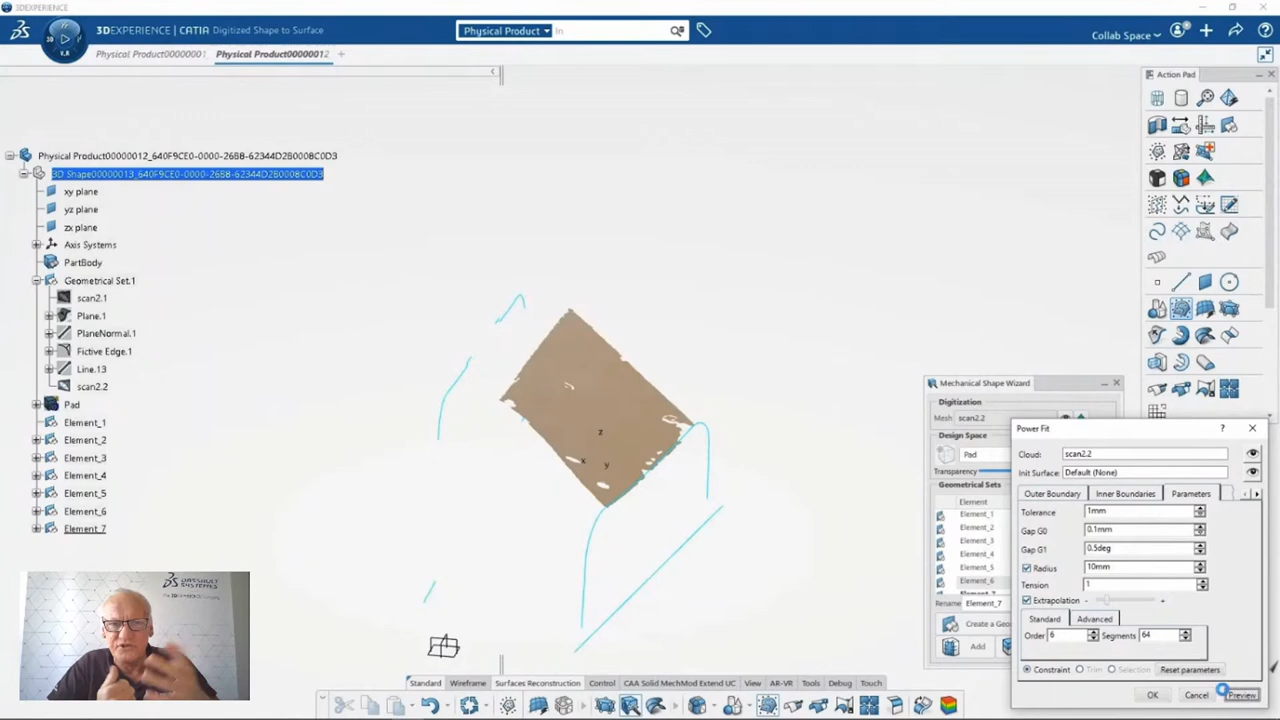 3DEXPERIENCE
3DEXPERIENCE | CATIA Digitized Shape to Surface
Physical Product
in
Collab Space
V.R
Physical Product00000001
Physical Product00000012
Action Pad
Physical Product00000012_640F9CE0-0000-26B8-62344D2B0008C0D3
3D Shape00000013_640F9CE0-0000-26B8-62344D2B0008C0D3
xy plane
yz plane
zx plane
Axis Systems
PartBody
Geometrical Set.1
scan2.1
Plane.1
PlaneNormal.1
Fictive Edge.1
Line.13
scan2.2
Pad
Element_1
Element_2
Element_3
Element_4
Element_5
Element_6
Element_7
z
x
y
Mechanical Shape Wizard
Digitization
Mesh scan2.2
Design Space
Pad
Transparency
Geometrical Sets
Element
Element_1
Element_2
Element_3
Element_4
Element_5
Element_6
Rename Element_7
Create a Geo
Add
Power Fit
Cloud: scan2.2
Init Surface: Default (None)
Outer Boundary Inner Boundaries Parameters
Tolerance 1mm
Gap G0 0.1mm
Gap G1 0.5deg
Radius 10mm
Tension 1
Extrapolation - +
Standard Advanced
Order 6 Segments 64
Constraint Trim Selection Reset parameters
OK Cancel Preview
DASSAULT SYSTEMES
Standard Wireframe Surfaces Reconstruction Control CAA Solid MechMod Extend UC View AR-VR Tools Debug Touch